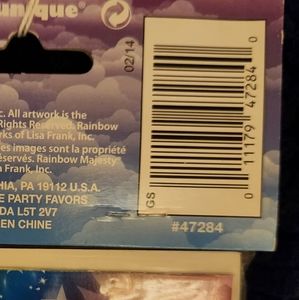 unique
c. All artwork is the
Rights Reserved. Rainbow
rks of Lisa Frank, Inc.
es images sont la propriété
éservés. Rainbow Majesty
isa Frank, Inc.
HIA, PA 19112 U.S.A.
E PARTY FAVORS
DA L5T 2V7
EN CHINE
02/14
GS
0 11179 47284 0
#47284